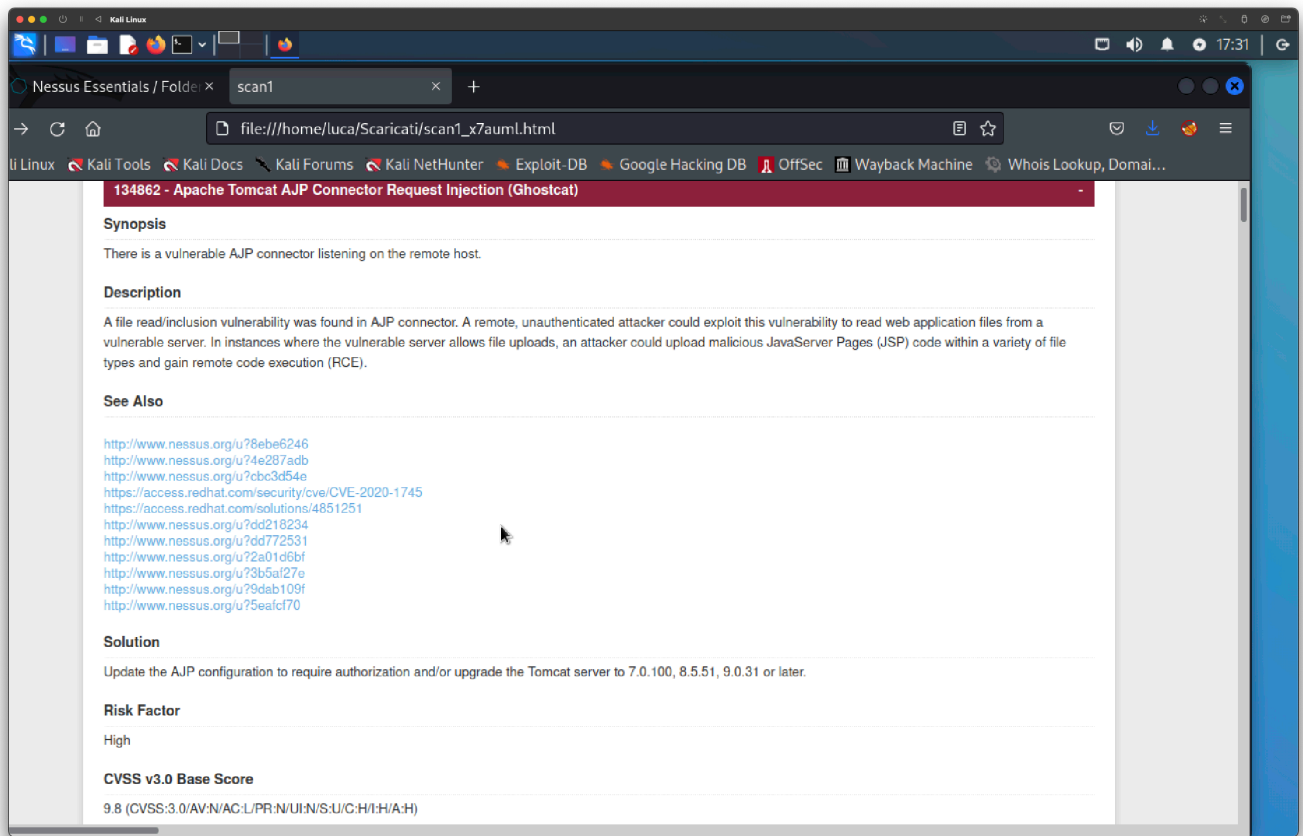 Kali Linux
17:31
Nessus Essentials / Folder
scan1
file:///home/luca/Scaricati/scan1_x7auml.html
li Linux Kali Tools Kali Docs Kali Forums Kali NetHunter Exploit-DB Google Hacking DB OffSec Wayback Machine Whois Lookup, Domai...
134862 - Apache Tomcat AJP Connector Request Injection (Ghostcat) -
Synopsis
There is a vulnerable AJP connector listening on the remote host.
Description
A file read/inclusion vulnerability was found in AJP connector. A remote, unauthenticated attacker could exploit this vulnerability to read web application files from a
vulnerable server. In instances where the vulnerable server allows file uploads, an attacker could upload malicious JavaServer Pages (JSP) code within a variety of file
types and gain remote code execution (RCE).
See Also
http://www.nessus.org/u?8ebe6246
http://www.nessus.org/u?4e287adb
http://www.nessus.org/u?cbc3d54e
https://access.redhat.com/security/cve/CVE-2020-1745
https://access.redhat.com/solutions/4851251
http://www.nessus.org/u?dd218234
http://www.nessus.org/u?dd772531
http://www.nessus.org/u?2a01d6bf
http://www.nessus.org/u?3b5af27e
http://www.nessus.org/u?9dab109f
http://www.nessus.org/u?5eafcf70
Solution
Update the AJP configuration to require authorization and/or upgrade the Tomcat server to 7.0.100, 8.5.51, 9.0.31 or later.
Risk Factor
High
CVSS v3.0 Base Score
9.8 (CVSS:3.0/AV:N/AC:L/PR:N/UI:N/S:U/C:H/I:H/A:H)